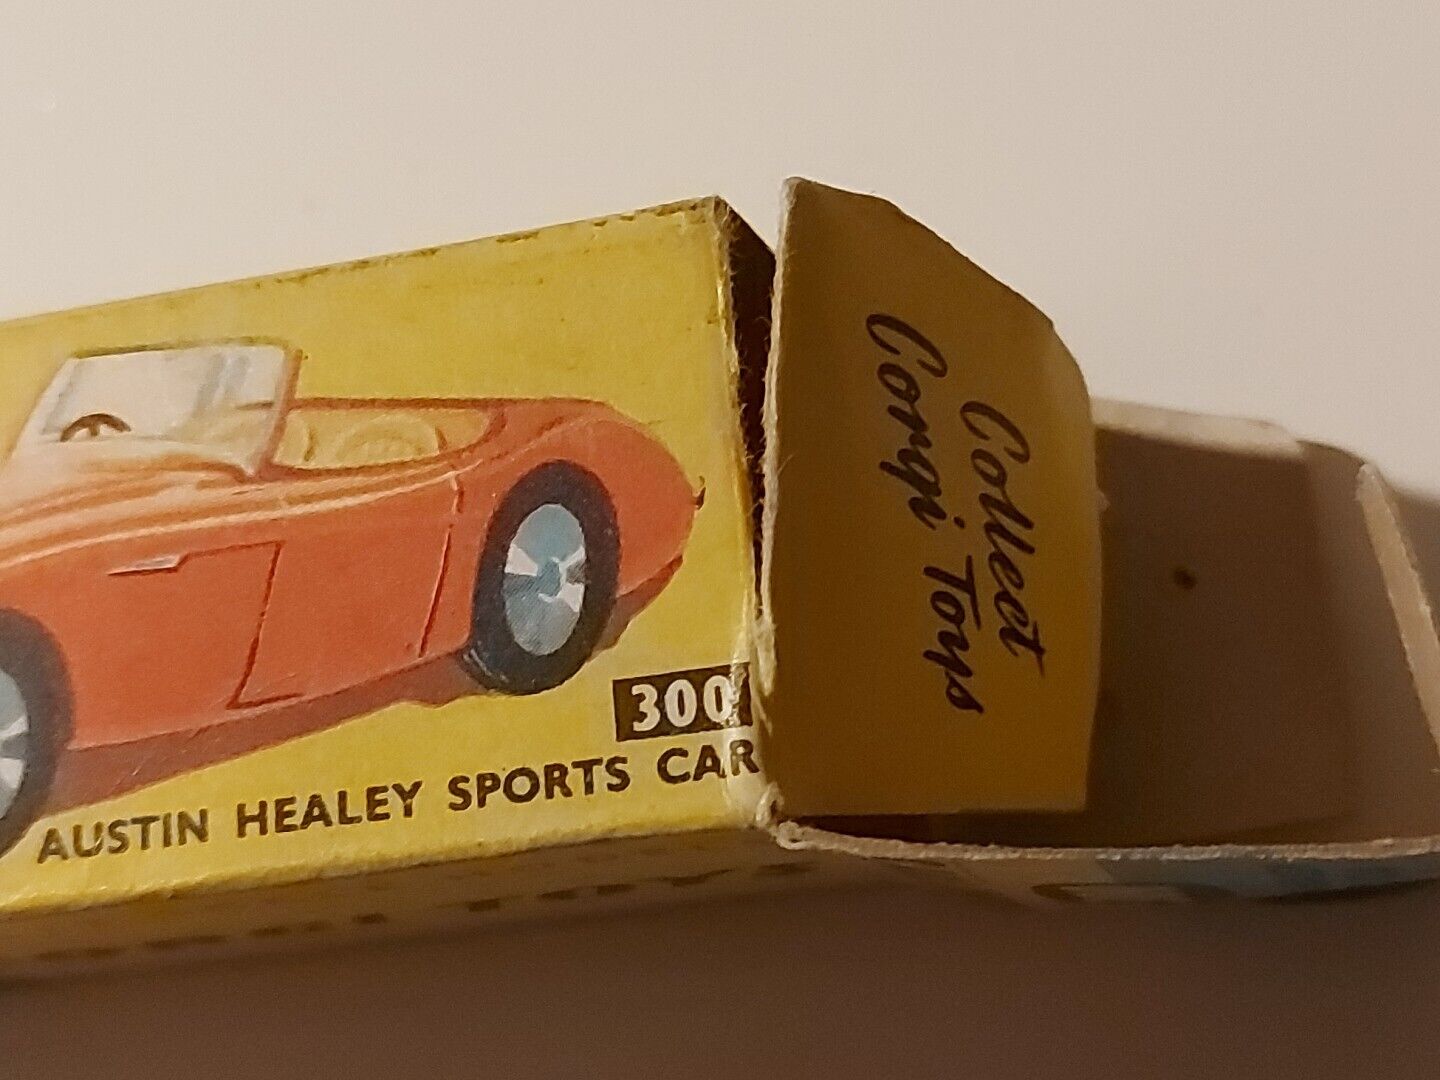 300
AUSTIN HEALEY SPORTS CAR
Collect
Corgi Toys